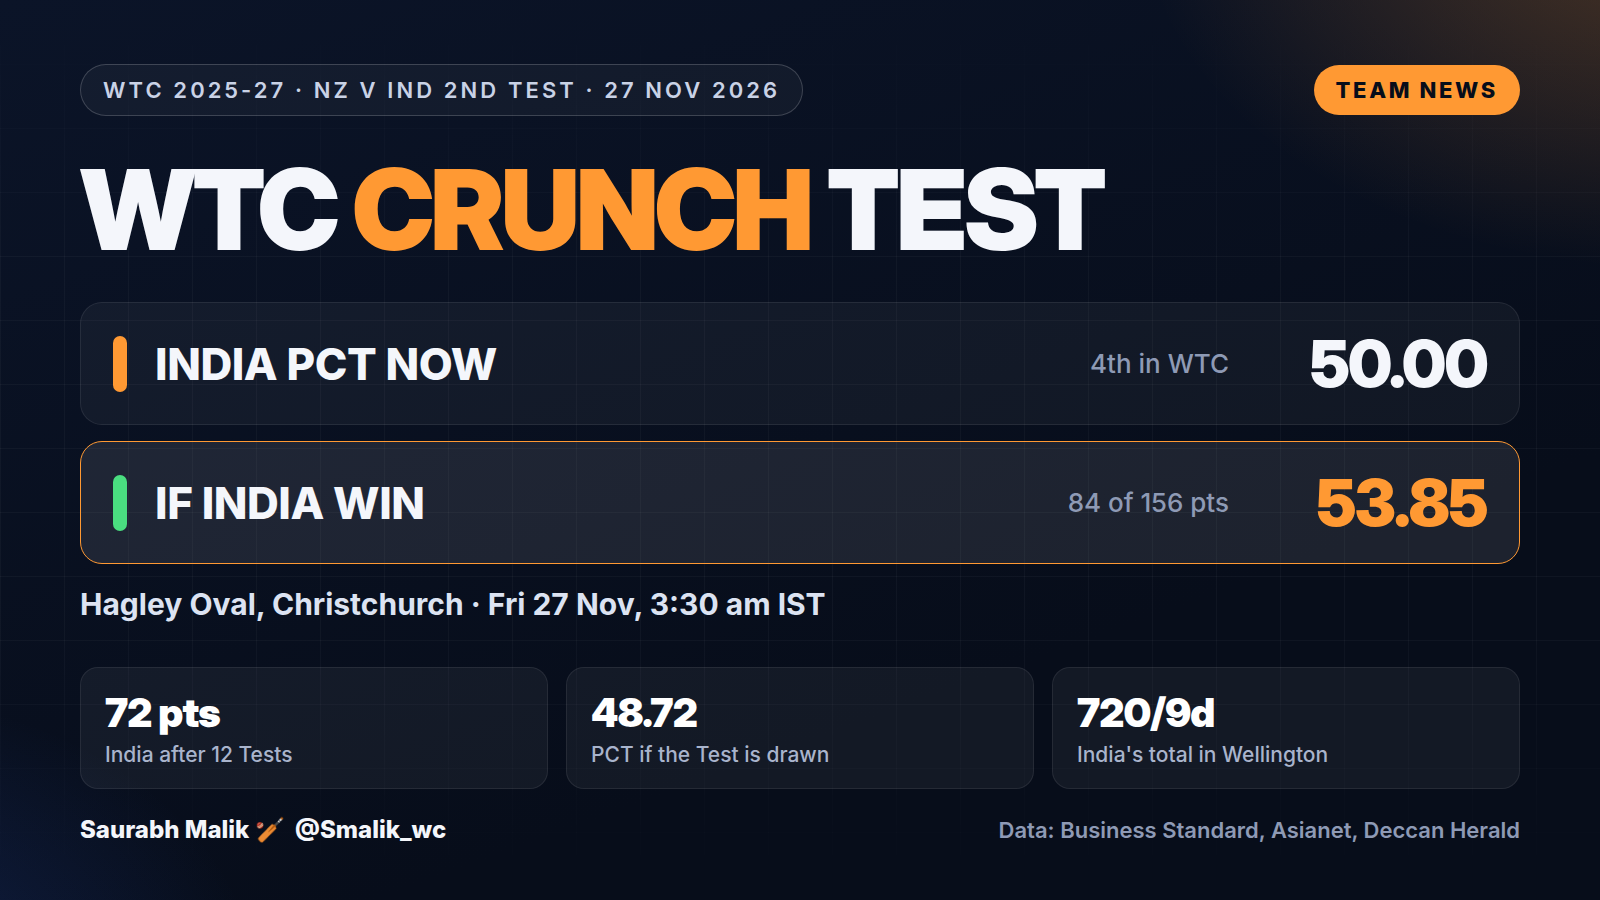 WTC 2025-27 · NZ V IND 2ND TEST · 27 NOV 2026
TEAM NEWS
WTC CRUNCH TEST
INDIA PCT NOW
4th in WTC
50.00
IF INDIA WIN
84 of 156 pts
53.85
Hagley Oval, Christchurch · Fri 27 Nov, 3:30 am IST
72 pts
India after 12 Tests
48.72
PCT if the Test is drawn
720/9d
India's total in Wellington
Saurabh Malik 🏏 @Smalik_wc
Data: Business Standard, Asianet, Deccan Herald